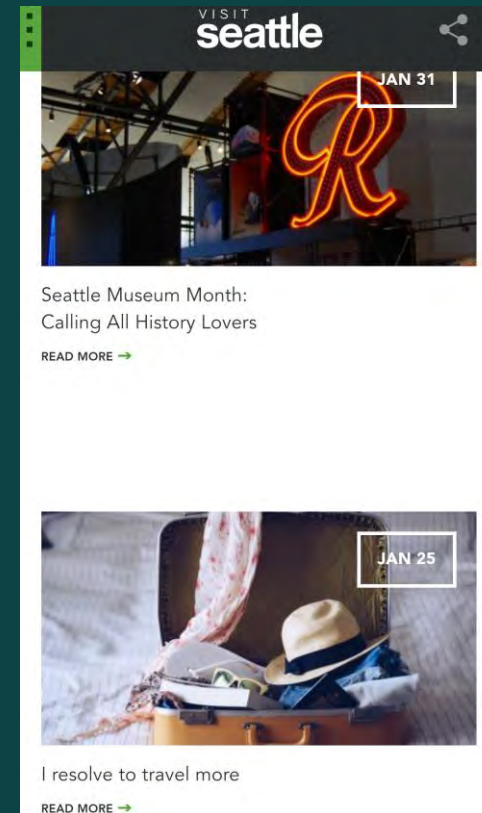 VISIT
seattle
JAN 31
R
Seattle Museum Month:
Calling All History Lovers
READ MORE →
JAN 25
I resolve to travel more
READ MORE →